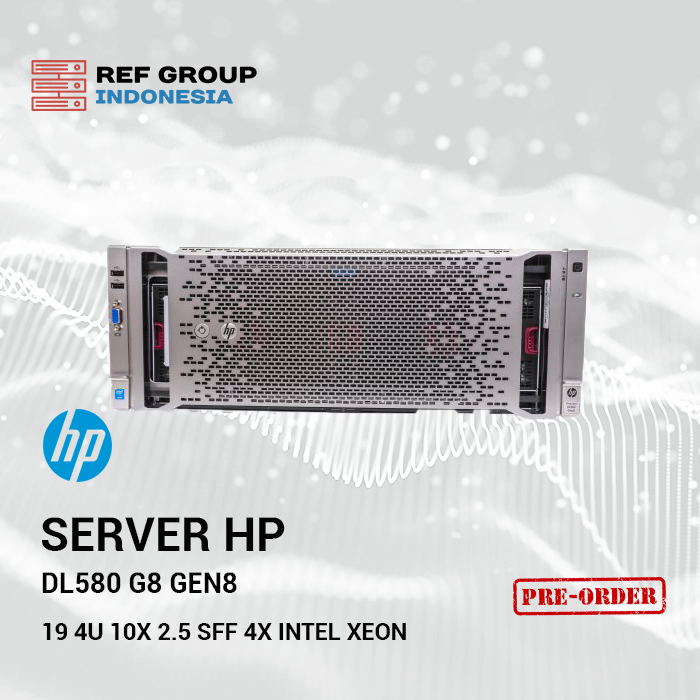 REF GROUP
INDONESIA
hp
hp
SERVER HP
DL580 G8 GEN8
PRE-ORDER
19 4U 10X 2.5 SFF 4X INTEL XEON